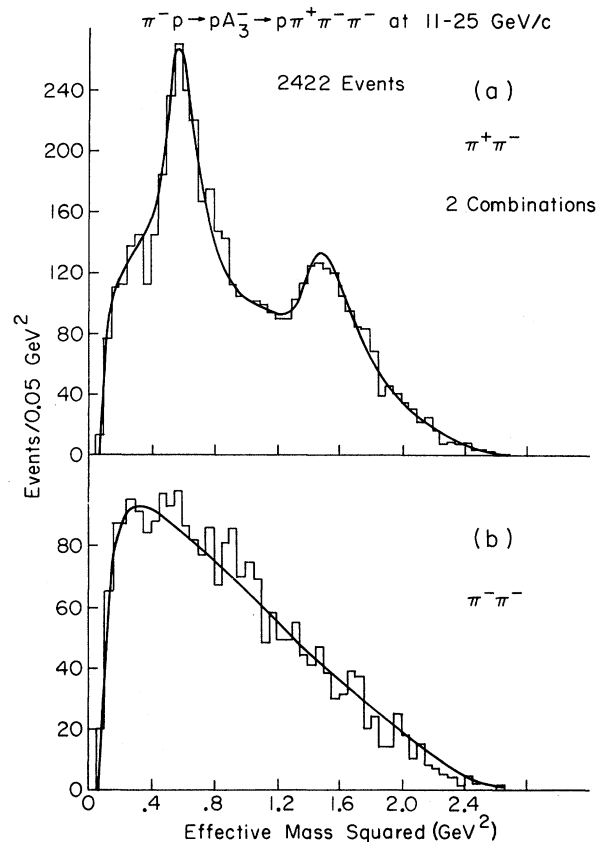 π⁻p→pA₃⁻→pπ⁺π⁻π⁻ at 11-25 GeV/c
2422 Events
(a)
π⁺π⁻
2 Combinations
240
200
160
120
80
40
0
Events/0.05 GeV²
(b)
π⁻π⁻
80
60
40
20
0
0 .4 .8 1.2 1.6 2.0 2.4
Effective Mass Squared (GeV²)